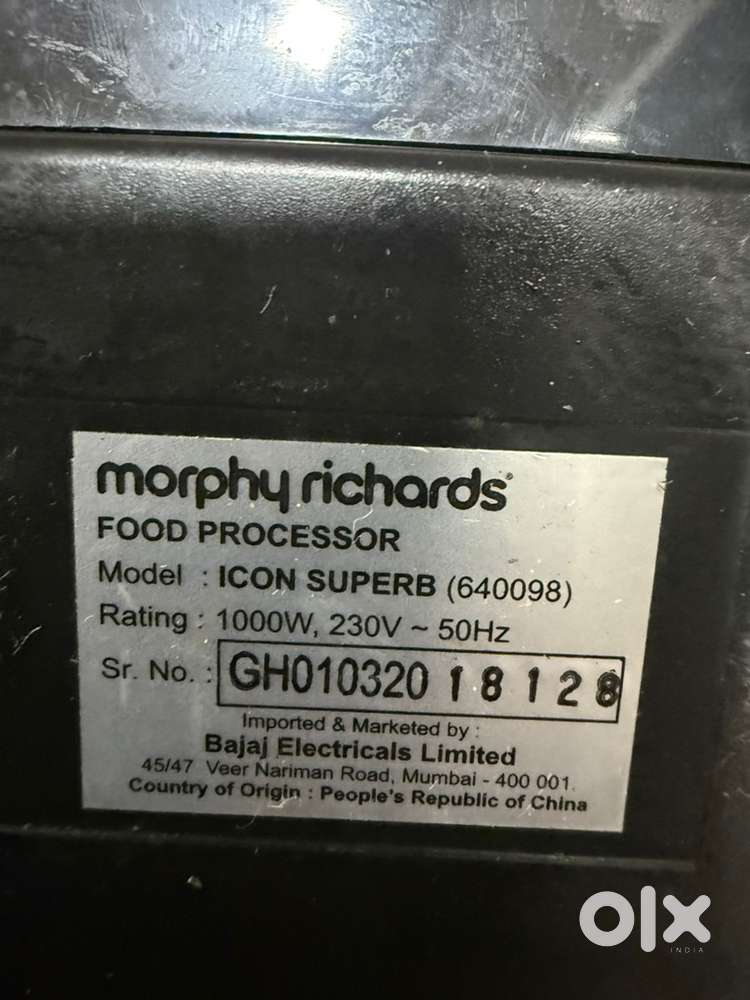 morphy richards
FOOD PROCESSOR
Model : ICON SUPERB (640098)
Rating : 1000W, 230V ~ 50Hz
Sr. No. : GH010320 18128
Imported & Marketed by :
Bajaj Electricals Limited
45/47 Veer Nariman Road, Mumbai - 400 001.
Country of Origin : People's Republic of China
olx
INDIA